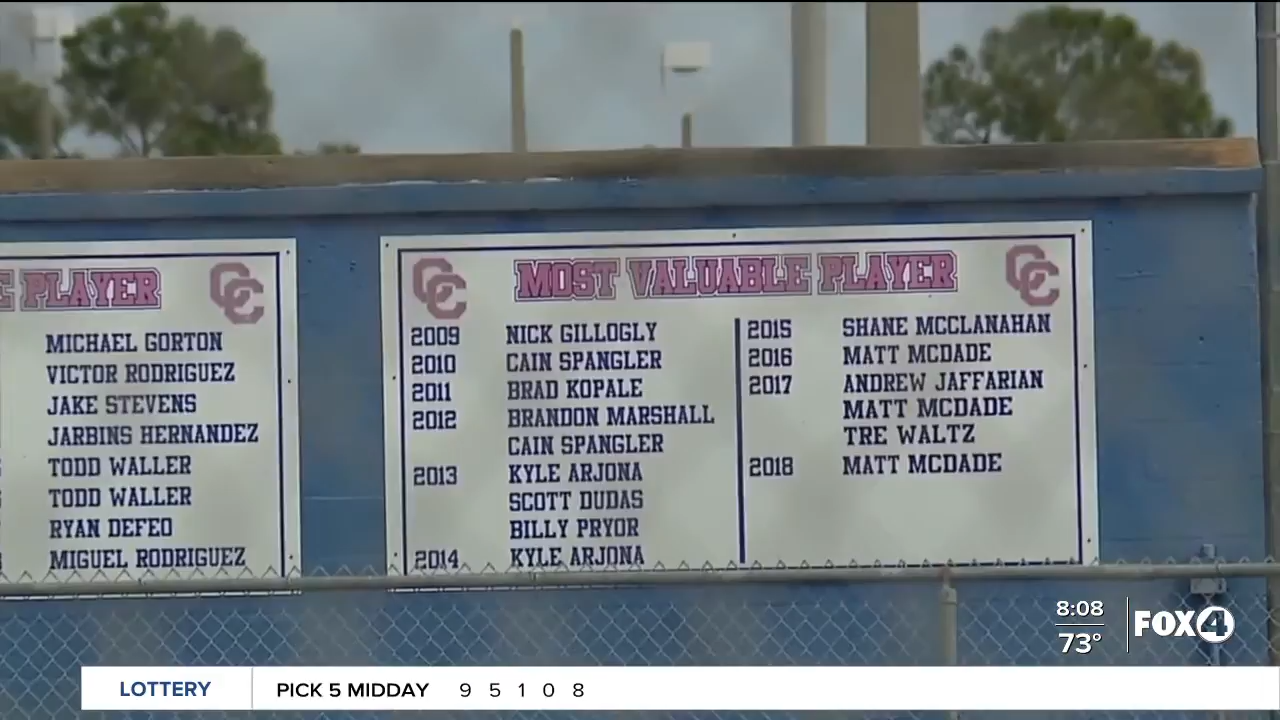 E PLAYER
CC
MICHAEL GORTON
VICTOR RODRIGUEZ
JAKE STEVENS
JARBINS HERNANDEZ
TODD WALLER
TODD WALLER
RYAN DEFEO
MIGUEL RODRIGUEZ
CC MOST VALUABLE PLAYER CC
2009 NICK GILLOGLY
2010 CAIN SPANGLER
2011 BRAD KOPALE
2012 BRANDON MARSHALL
CAIN SPANGLER
2013 KYLE ARJONA
SCOTT DUDAS
BILLY PRYOR
2014 KYLE ARJONA
2015 SHANE MCCLANAHAN
2016 MATT MCDADE
2017 ANDREW JAFFARIAN
MATT MCDADE
TRE WALTZ
2018 MATT MCDADE
8:08
73°
FOX 4
LOTTERY PICK 5 MIDDAY 9 5 1 0 8